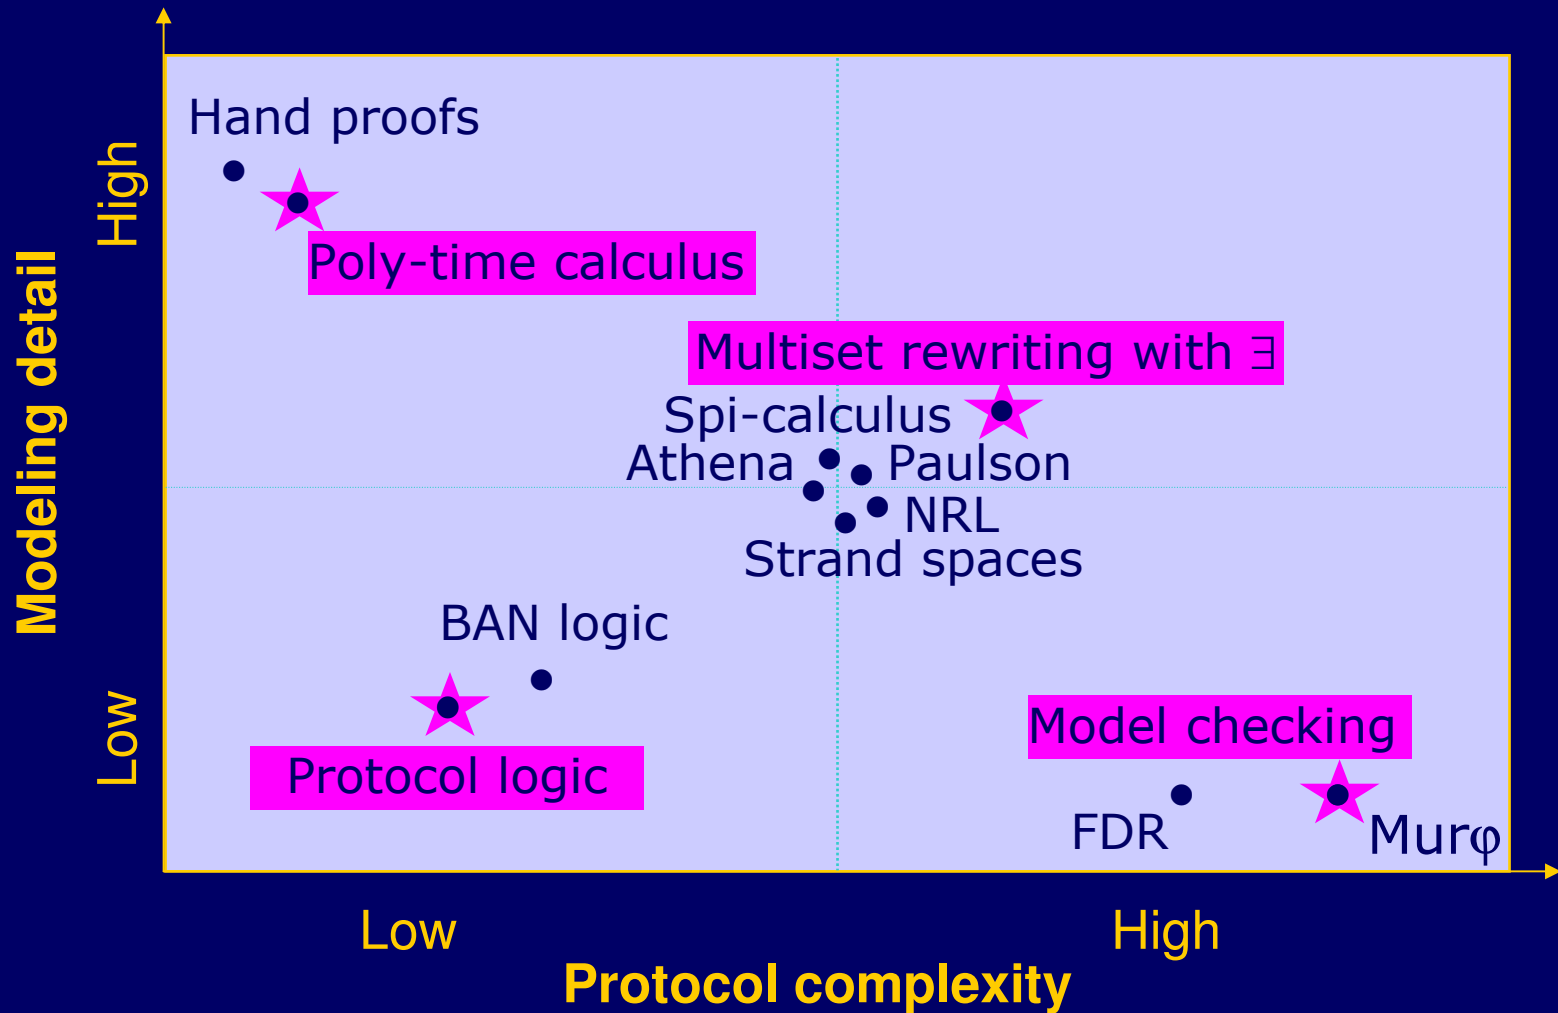 Hand proofs
High
Poly-time calculus
Modeling detail
Multiset rewriting with ∃
Spi-calculus
Athena
Paulson
NRL
Strand spaces
BAN logic
Low
Model checking
Protocol logic
FDR
Murφ
Low
High
Protocol complexity